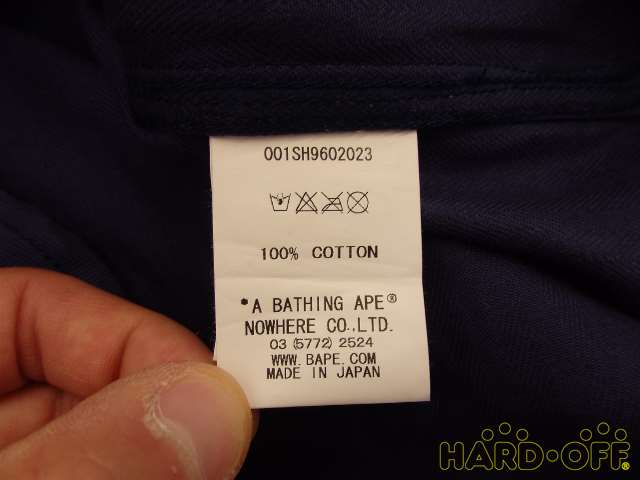 001SH9602023
100% COTTON
*A BATHING APE®
NOWHERE CO.,LTD.
03 (5772) 2524
WWW.BAPE.COM
MADE IN JAPAN
HARD·OFF®